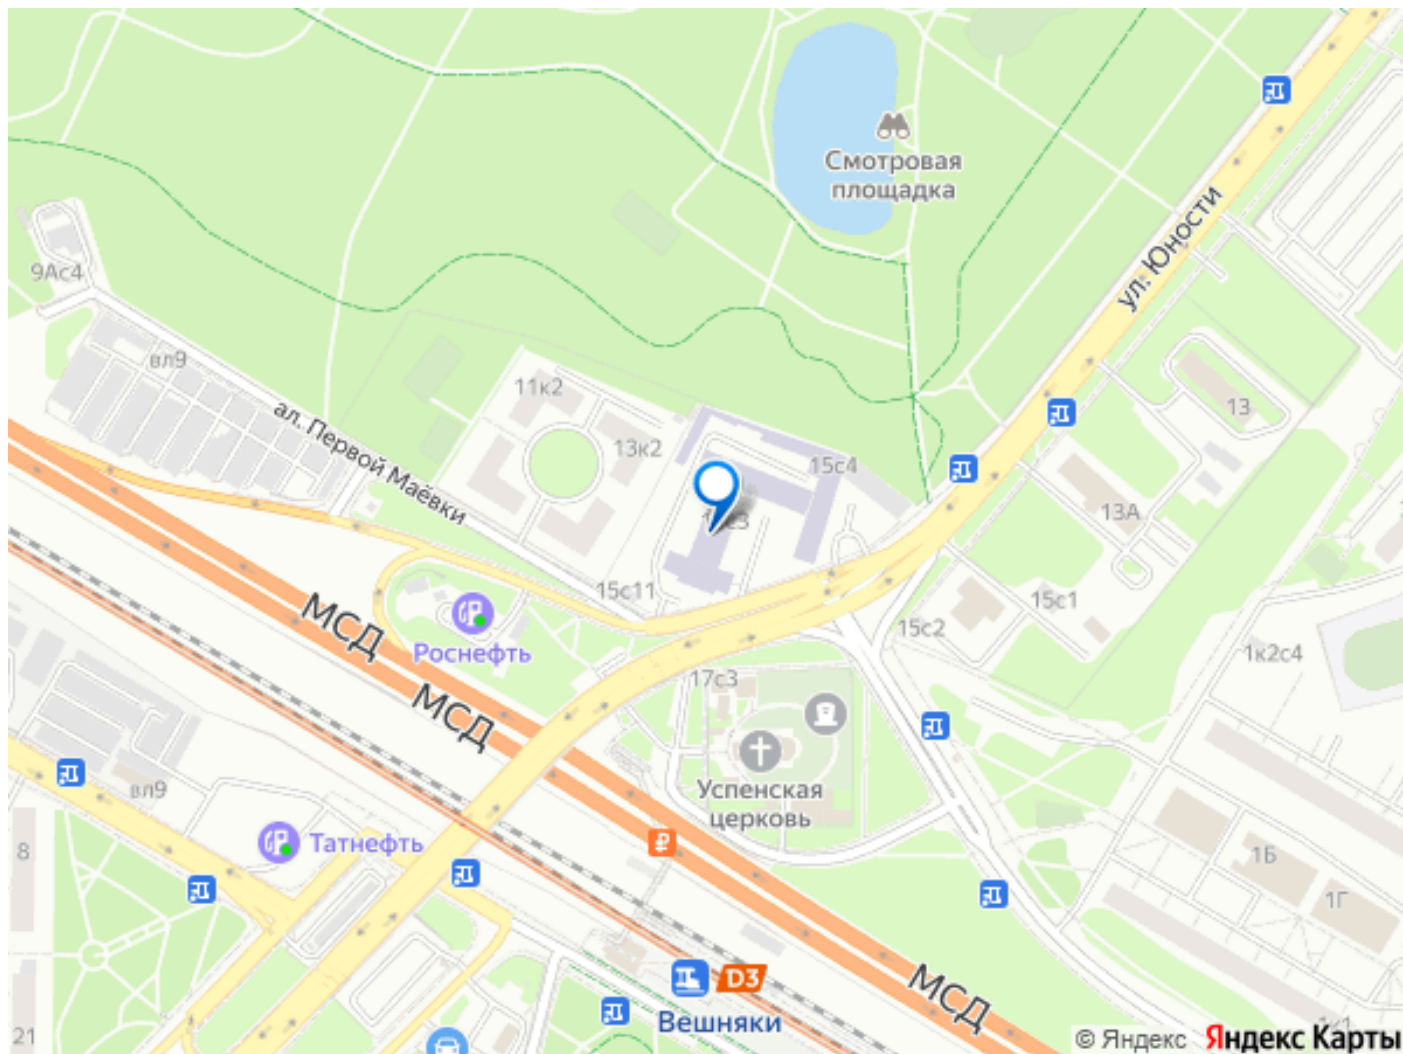 Смотровая
площадка
ул. Юности
9Ас4
вл9
11к2
ал. Первой Маёвки
13к2
15с4
13
13А
15с11
15с1
15с2
Роснефть
МСД
МСД
17с3
1к2с4
Успенская
церковь
вл9
Татнефть
8
₽
1Б
1Г
D3
МСД
Вешняки
21
© Яндекс Яндекс Карты